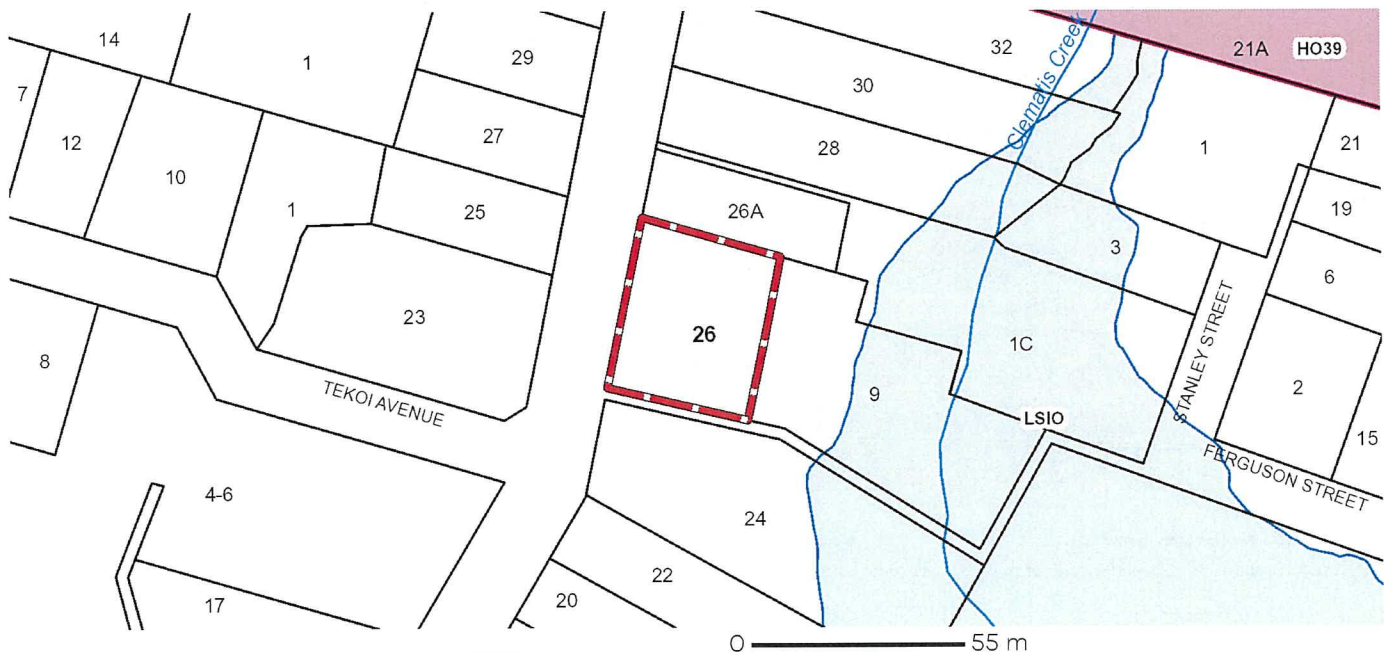 14
1
29
32
21A
HO39
Clematis Creek
30
7
12
27
28
1
21
10
1
25
26A
19
3
6
23
26
1C
STANLEY STREET
8
TEKOI AVENUE
9
LSIO
2
15
FERGUSON STREET
4-6
24
22
17
20
0 55 m